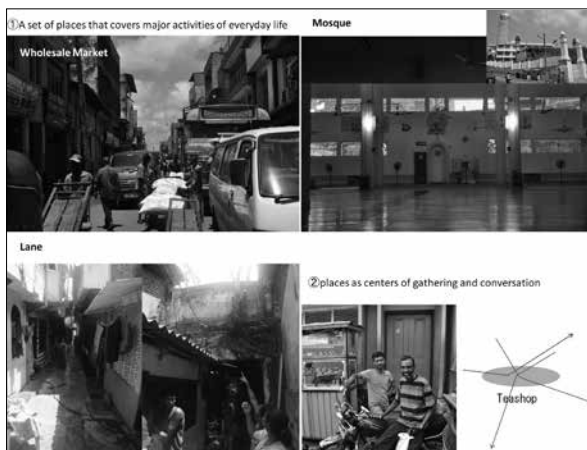 ①A set of places that covers major activities of everyday life
Mosque
Wholesale Market
Lane
②places as centers of gathering and conversation
Teashop